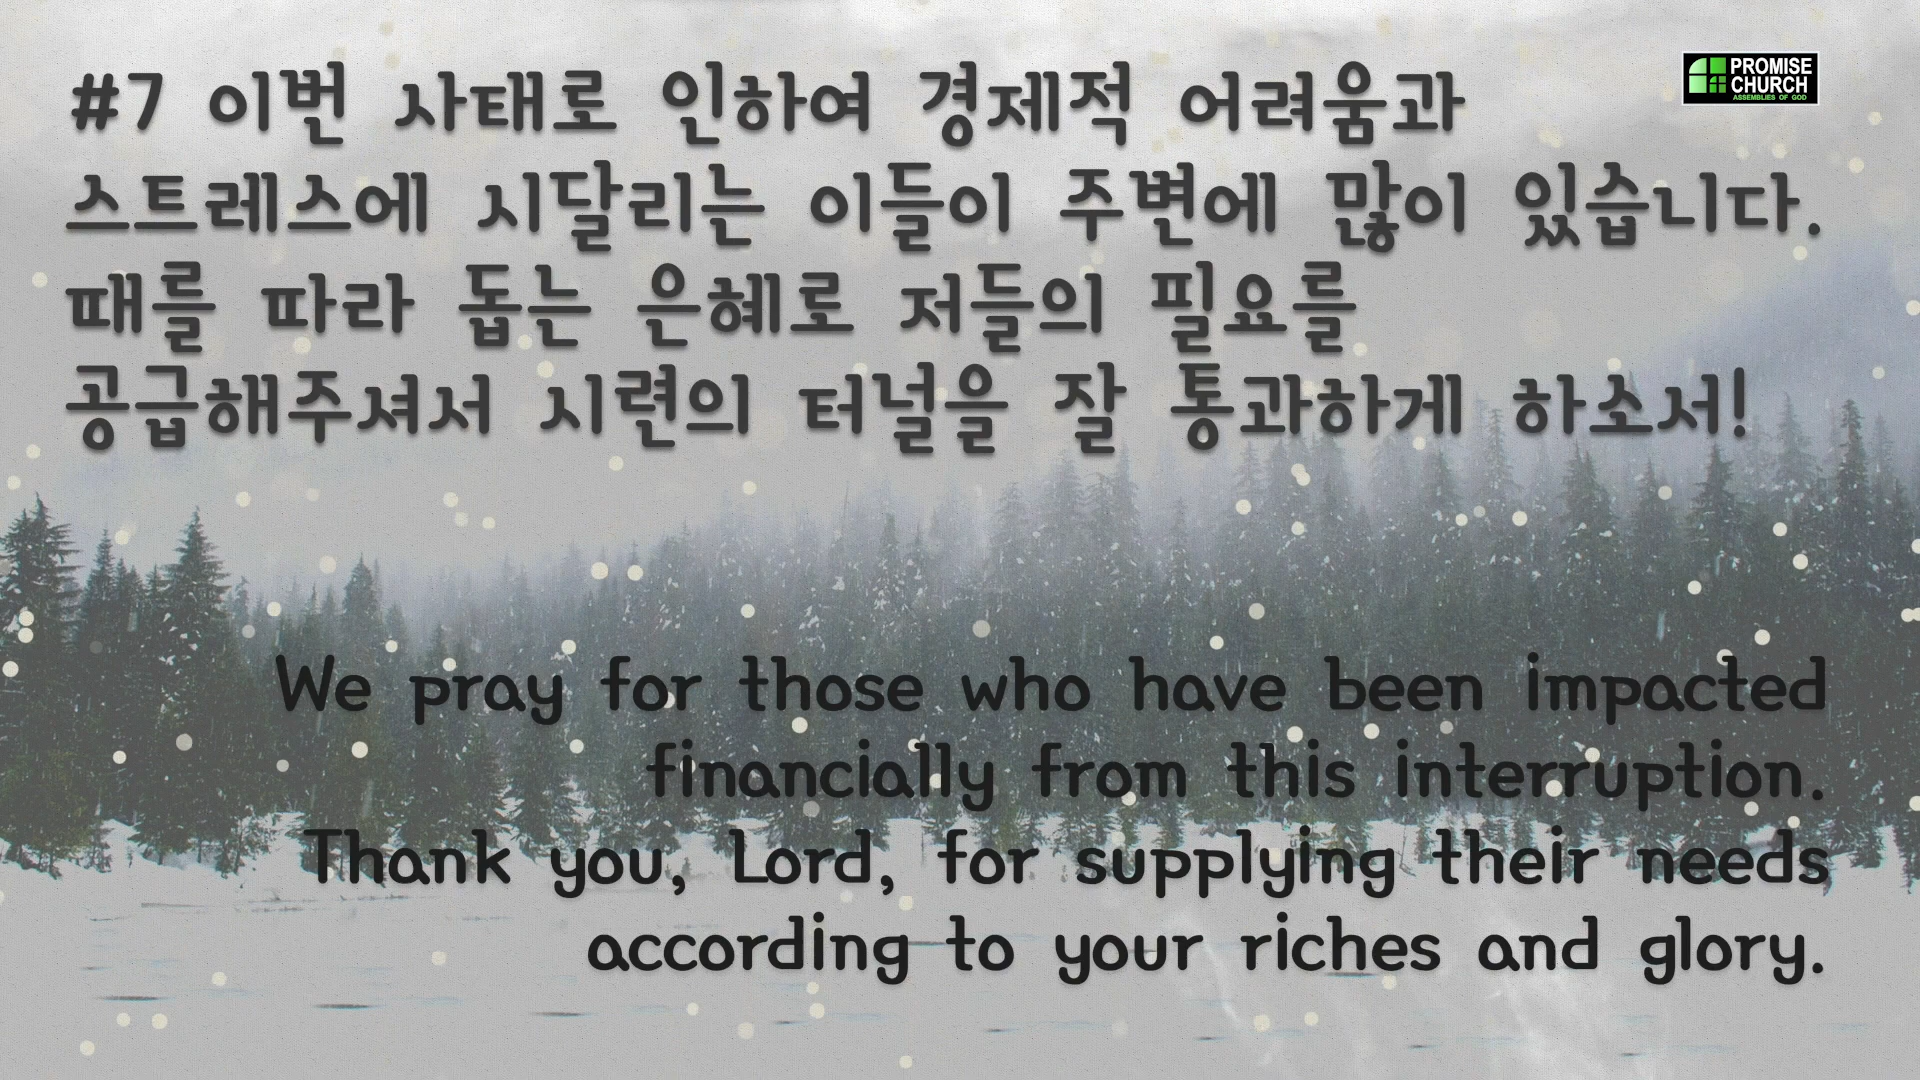 #7 이번 사태로 인하여 경제적 어려움과
스트레스에 시달리는 이들이 주변에 많이 있습니다.
때를 따라 돕는 은혜로 저들의 필요를
공급해주셔서 시련의 터널을 잘 통과하게 하소서!
PROMISE
CHURCH
ASSEMBLIES OF GOD
We pray for those who have been impacted
financially from this interruption.
Thank you, Lord, for supplying their needs
according to your riches and glory.